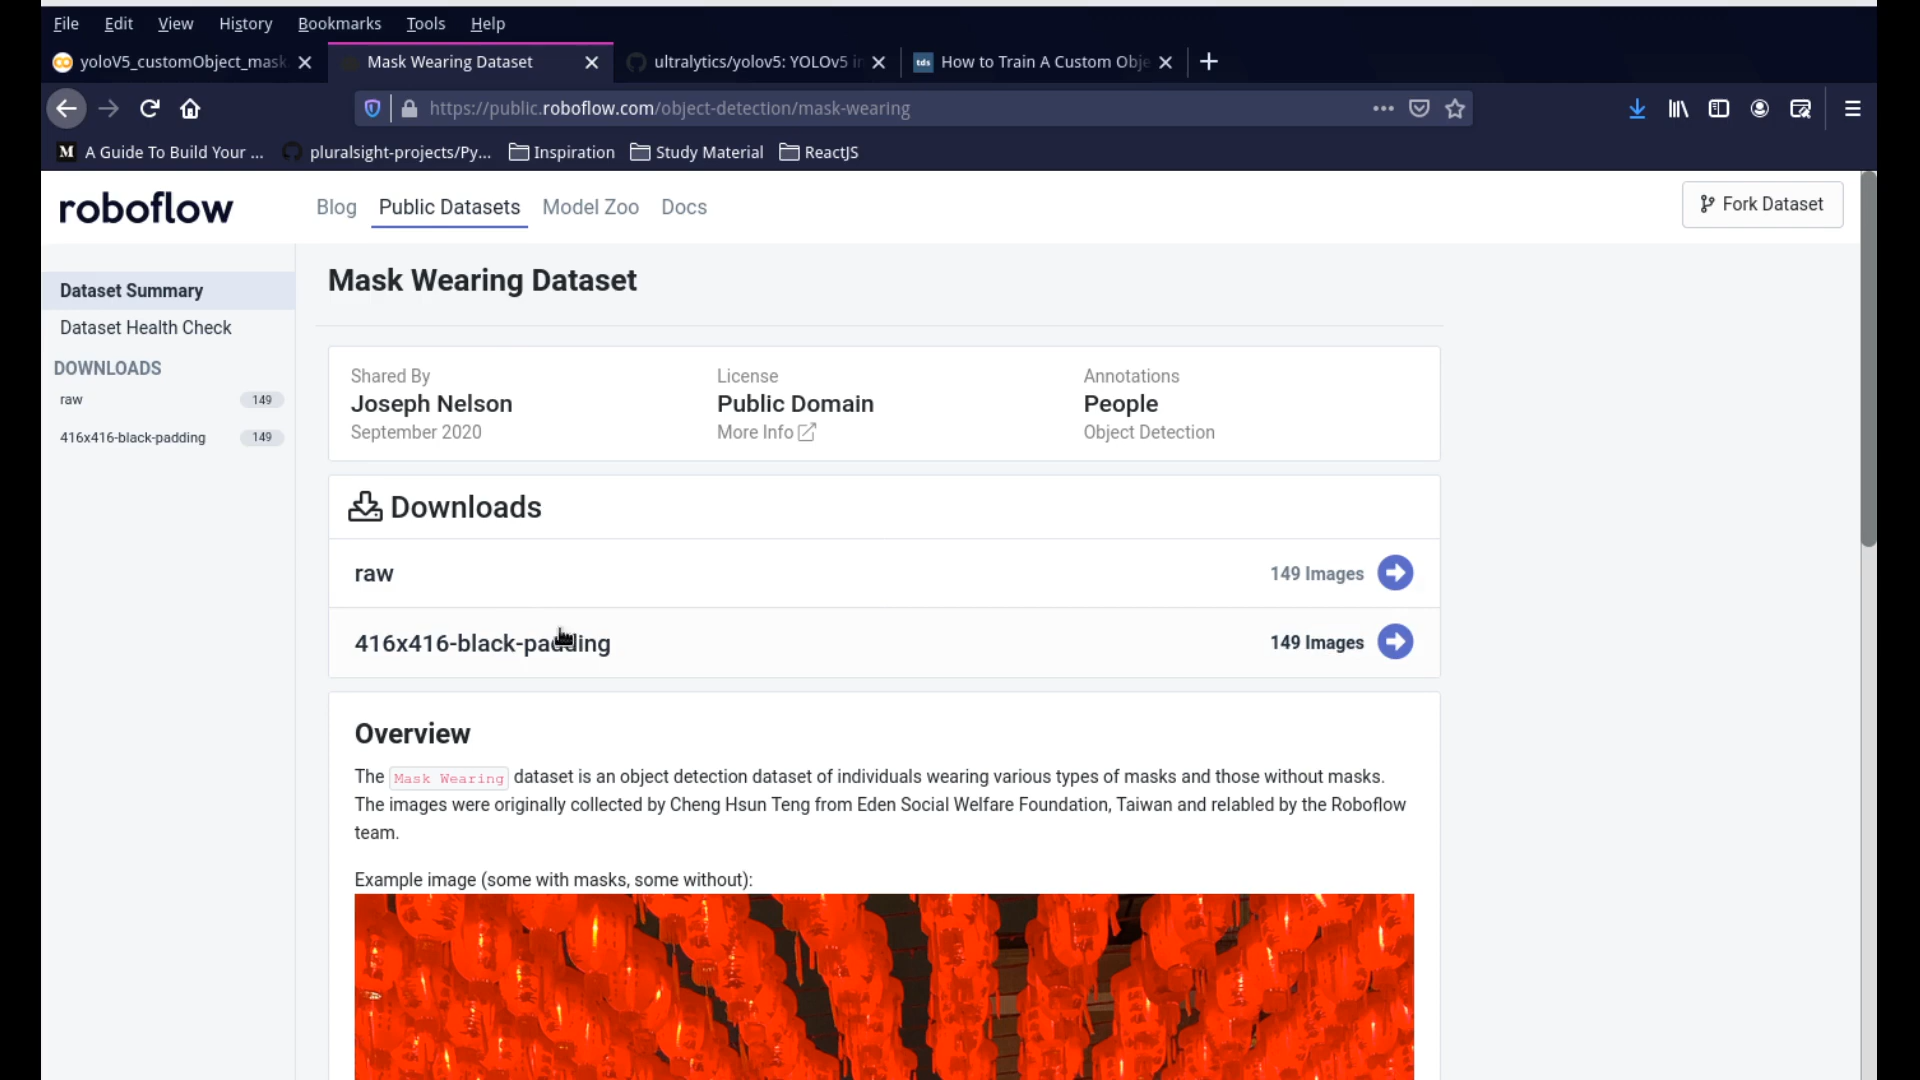 File Edit View History Bookmarks Tools Help
yoloV5_customObject_mask
Mask Wearing Dataset
ultralytics/yolov5: YOLOv5 in
tds How to Train A Custom Obje
https://public.roboflow.com/object-detection/mask-wearing
M A Guide To Build Your ...
pluralsight-projects/Py...
Inspiration
Study Material
ReactJS
roboflow
Blog Public Datasets Model Zoo Docs
Fork Dataset
Dataset Summary
Dataset Health Check
DOWNLOADS
raw 149
416x416-black-padding 149
Mask Wearing Dataset
Shared By
Joseph Nelson
September 2020
License
Public Domain
More Info
Annotations
People
Object Detection
Downloads
raw 149 Images
416x416-black-padding 149 Images
Overview
The Mask Wearing dataset is an object detection dataset of individuals wearing various types of masks and those without masks.
The images were originally collected by Cheng Hsun Teng from Eden Social Welfare Foundation, Taiwan and relabled by the Roboflow
team.
Example image (some with masks, some without):